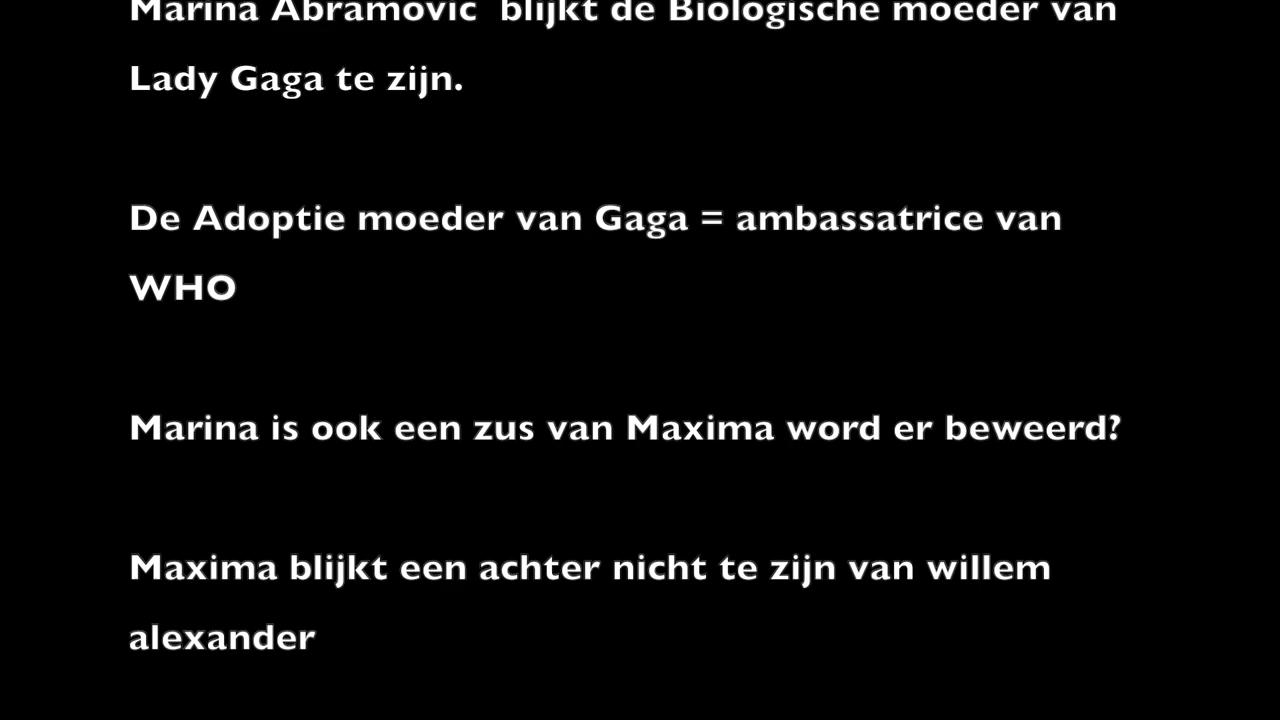 Marina Abramovic blijkt de Biologische moeder van
Lady Gaga te zijn.
De Adoptie moeder van Gaga = ambassatrice van
WHO
Marina is ook een zus van Maxima word er beweerd?
Maxima blijkt een achter nicht te zijn van willem
alexander